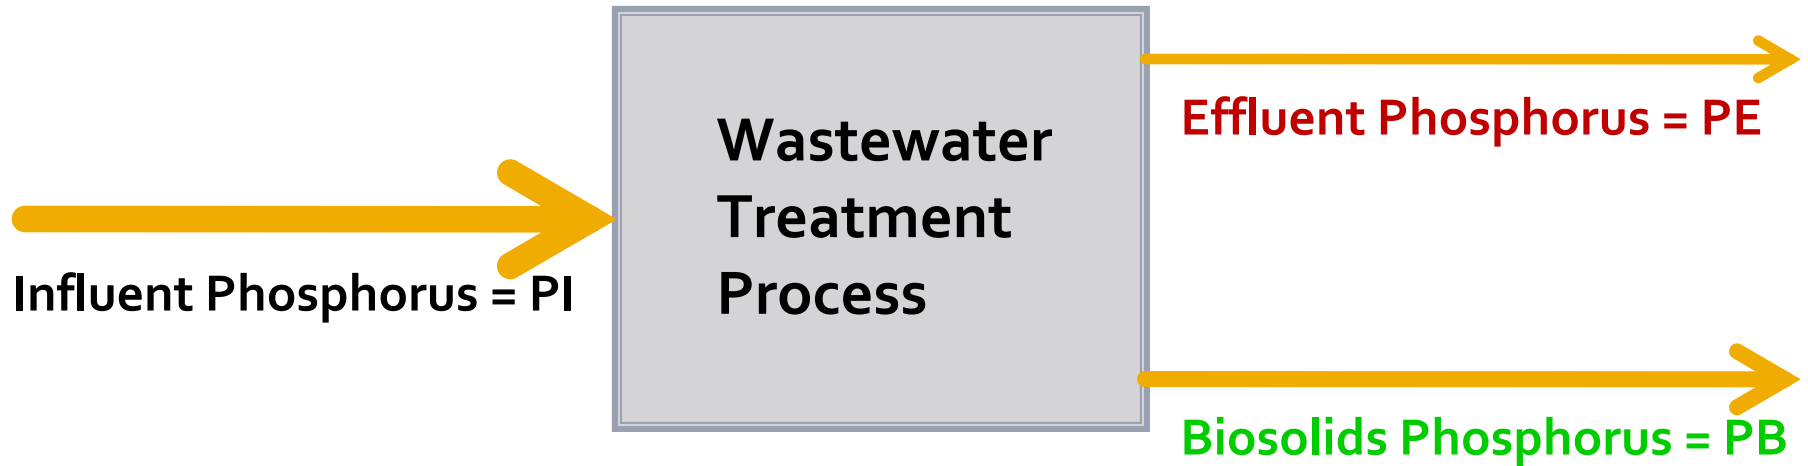 Influent Phosphorus = PI
Wastewater
Treatment
Process
Effluent Phosphorus = PE
Biosolids Phosphorus = PB